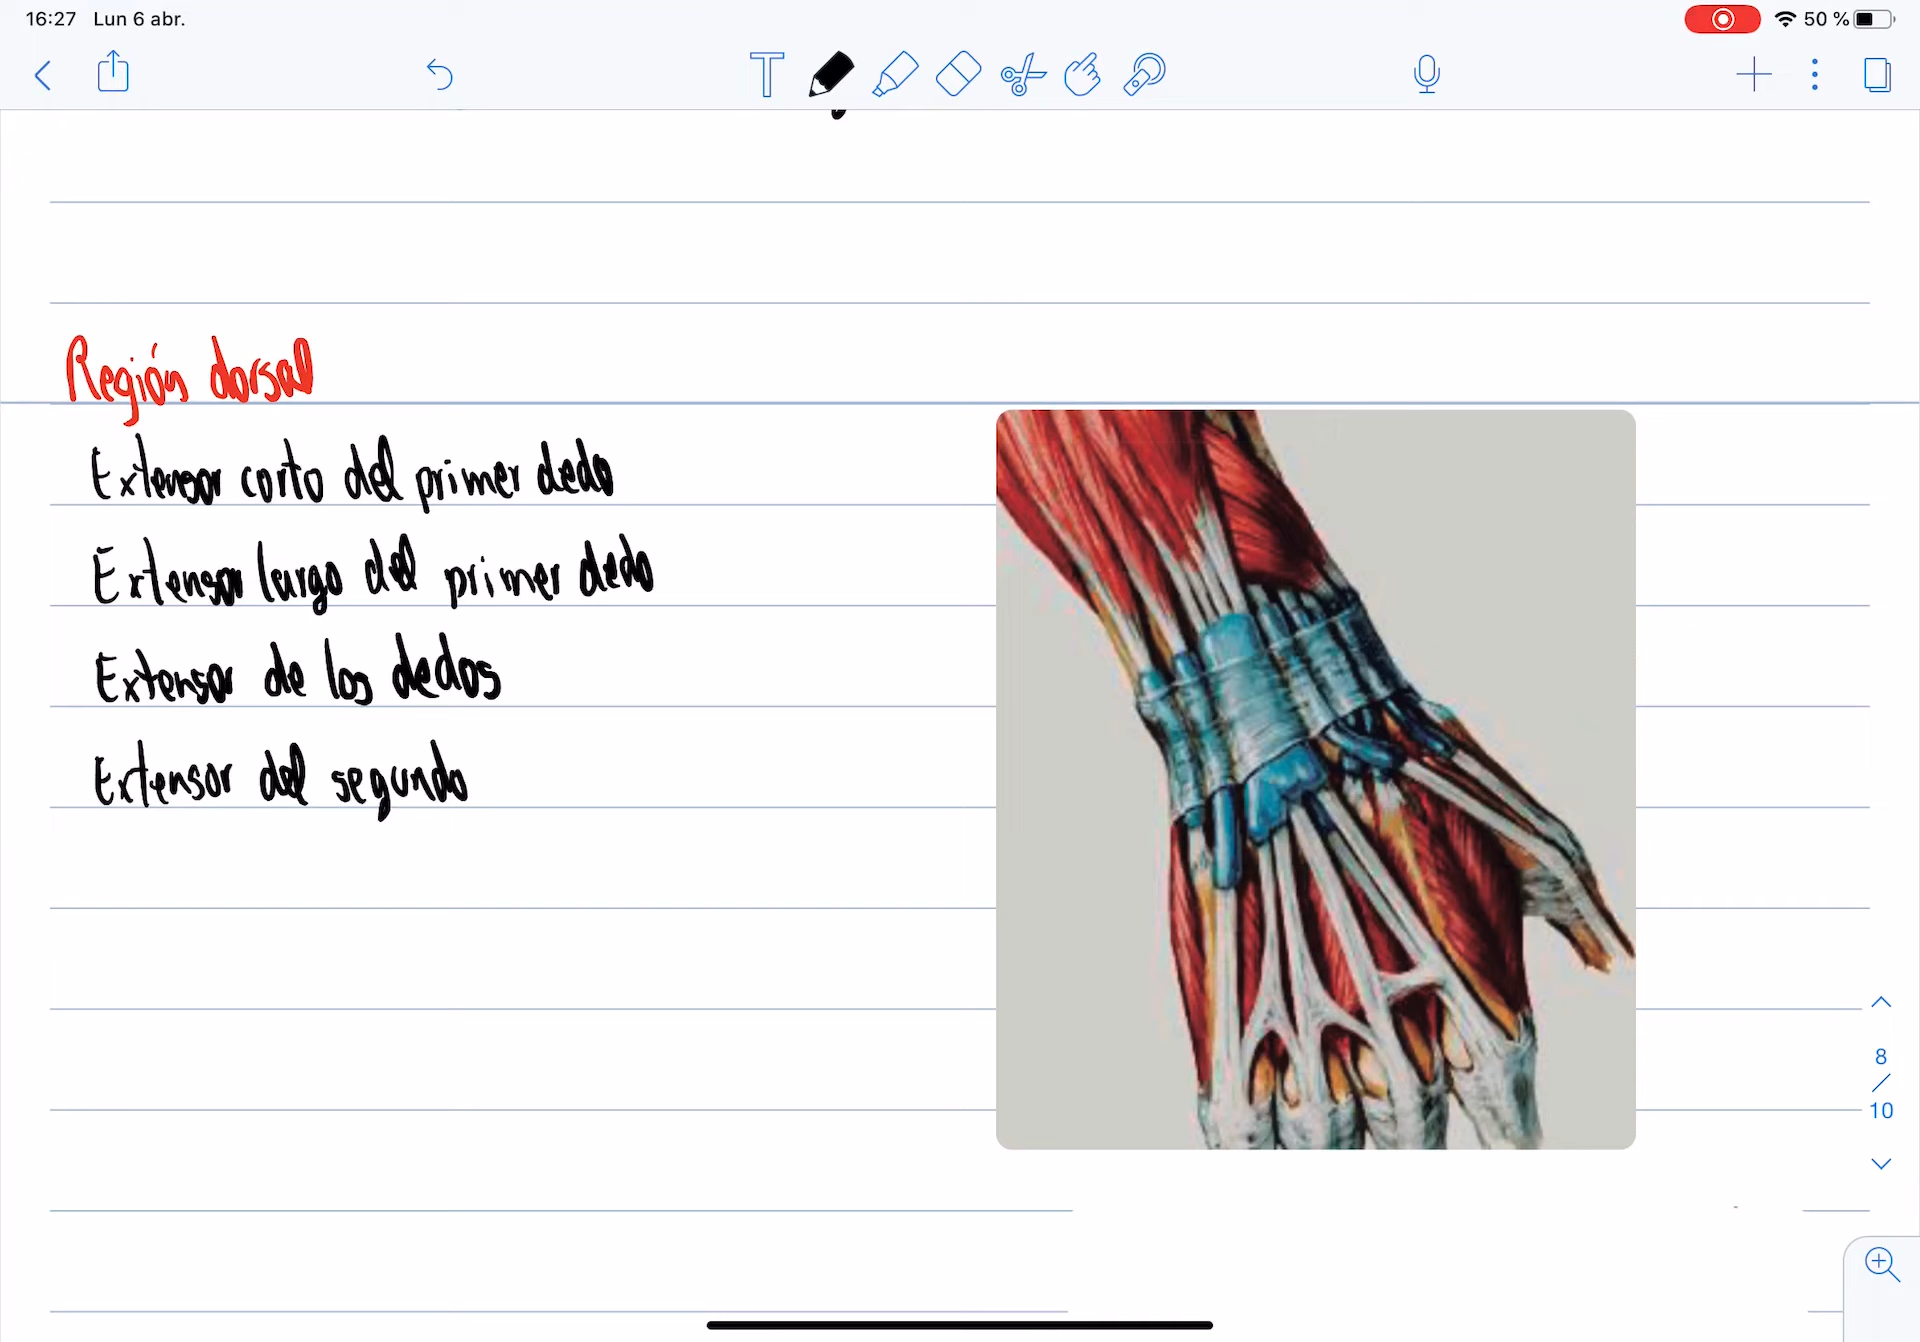 16:27 Lun 6 abr.
50 %
T
Región dorsal
Extensor corto del primer dedo
Extensor largo del primer dedo
Extensor de los dedos
Extensor del segundo
8
/
10